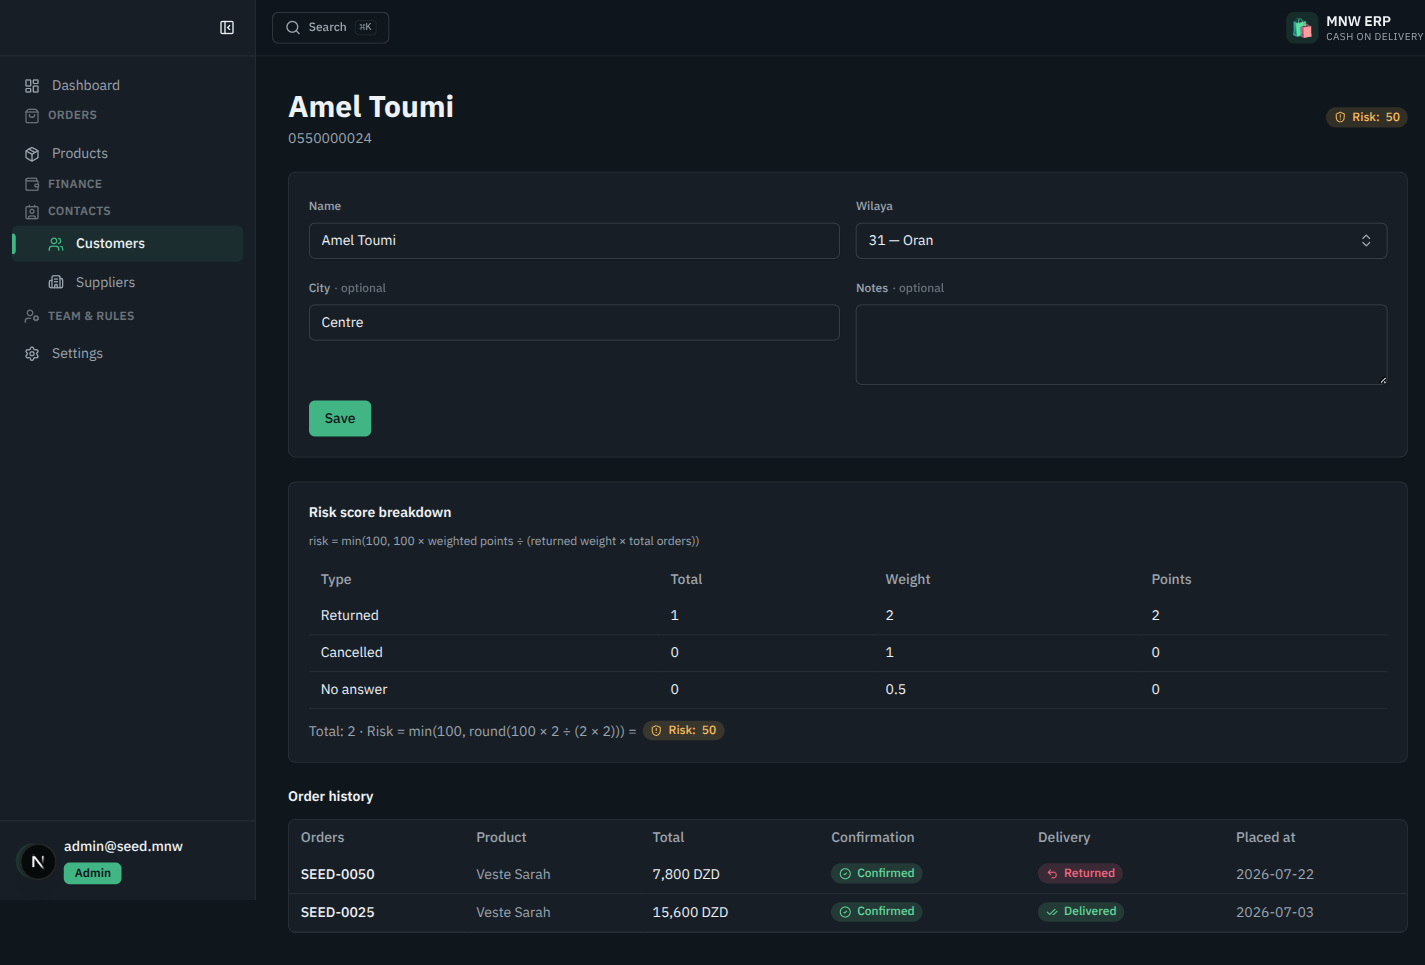 Search ⌘K
MNW ERP
CASH ON DELIVERY
Dashboard
ORDERS
Products
FINANCE
CONTACTS
Customers
Suppliers
TEAM & RULES
Settings
admin@seed.mnw
N
Admin
Amel Toumi
0550000024
Risk: 50
Name
Wilaya
Amel Toumi
31 — Oran
City · optional
Notes · optional
Centre
Save
Risk score breakdown
risk = min(100, 100 × weighted points ÷ (returned weight × total orders))
Type Total Weight Points
Returned 1 2 2
Cancelled 0 1 0
No answer 0 0.5 0
Total: 2 · Risk = min(100, round(100 × 2 ÷ (2 × 2))) = Risk: 50
Order history
Orders Product Total Confirmation Delivery Placed at
SEED-0050 Veste Sarah 7,800 DZD Confirmed Returned 2026-07-22
SEED-0025 Veste Sarah 15,600 DZD Confirmed Delivered 2026-07-03